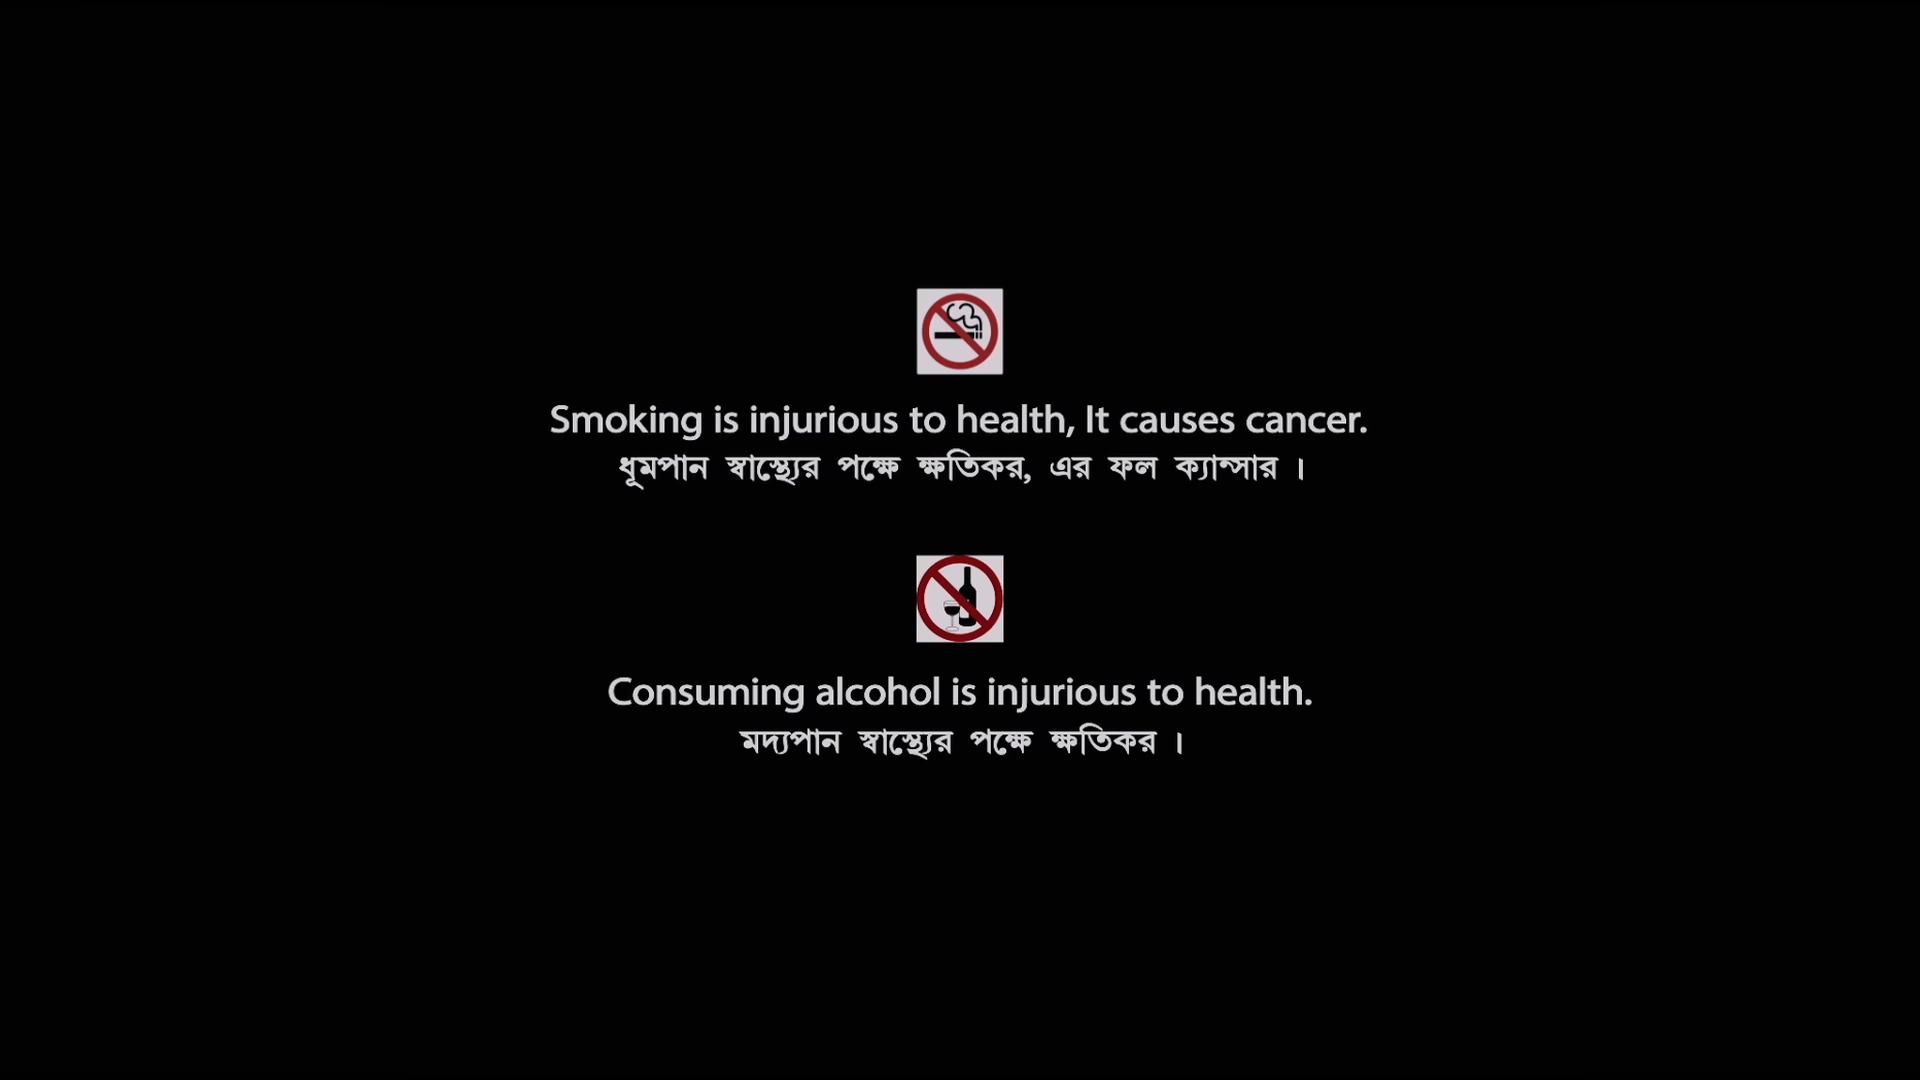 Smoking is injurious to health, It causes cancer.
ধূমপান স্বাস্থ্যের পক্ষে ক্ষতিকর, এর ফল ক্যান্সার ।
Consuming alcohol is injurious to health.
মদ্যপান স্বাস্থ্যের পক্ষে ক্ষতিকর ।